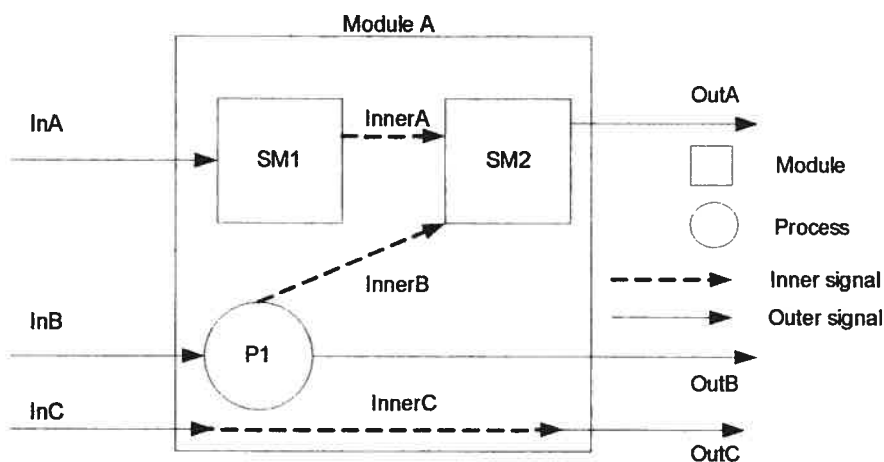 Module A
InA
InnerA
OutA
SM1
SM2
Module
Process
InnerB
Inner signal
Outer signal
InB
P1
OutB
InC
InnerC
OutC